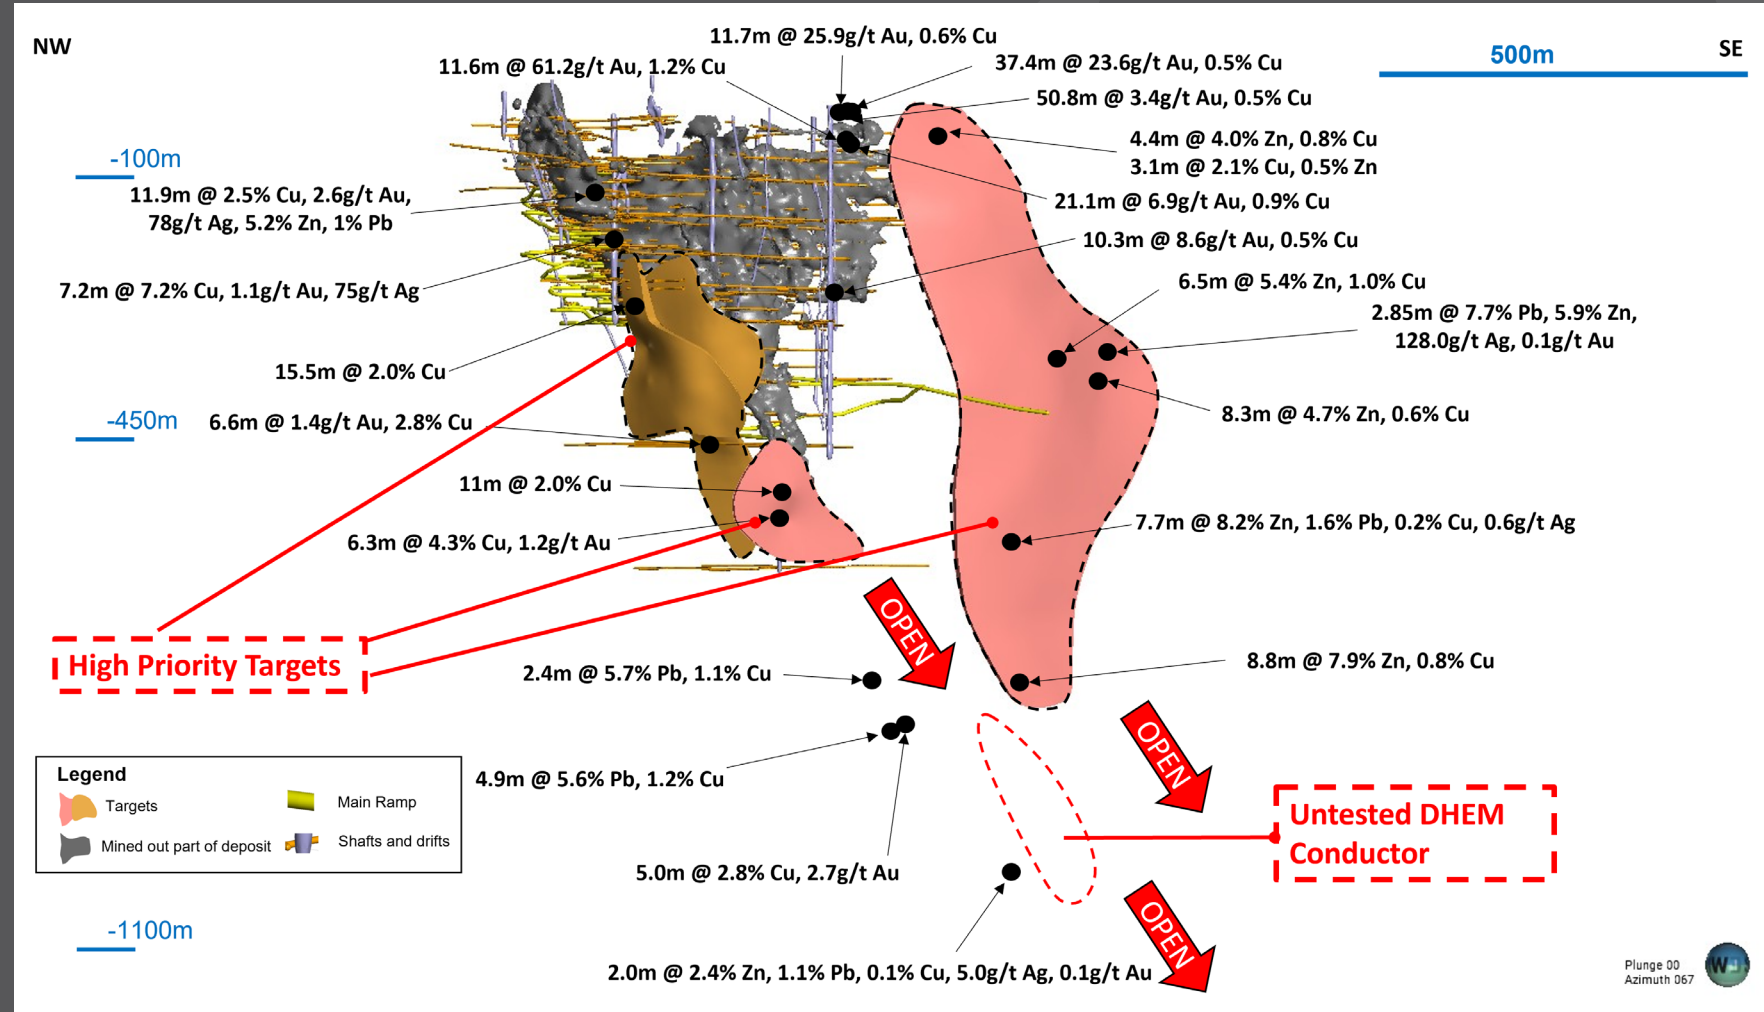 NW
SE
500m
11.7m @ 25.9g/t Au, 0.6% Cu
11.6m @ 61.2g/t Au, 1.2% Cu
37.4m @ 23.6g/t Au, 0.5% Cu
50.8m @ 3.4g/t Au, 0.5% Cu
4.4m @ 4.0% Zn, 0.8% Cu
3.1m @ 2.1% Cu, 0.5% Zn
-100m
11.9m @ 2.5% Cu, 2.6g/t Au,
78g/t Ag, 5.2% Zn, 1% Pb
21.1m @ 6.9g/t Au, 0.9% Cu
10.3m @ 8.6g/t Au, 0.5% Cu
7.2m @ 7.2% Cu, 1.1g/t Au, 75g/t Ag
6.5m @ 5.4% Zn, 1.0% Cu
2.85m @ 7.7% Pb, 5.9% Zn,
128.0g/t Ag, 0.1g/t Au
15.5m @ 2.0% Cu
-450m
6.6m @ 1.4g/t Au, 2.8% Cu
8.3m @ 4.7% Zn, 0.6% Cu
11m @ 2.0% Cu
6.3m @ 4.3% Cu, 1.2g/t Au
7.7m @ 8.2% Zn, 1.6% Pb, 0.2% Cu, 0.6g/t Ag
OPEN
High Priority Targets
2.4m @ 5.7% Pb, 1.1% Cu
8.8m @ 7.9% Zn, 0.8% Cu
OPEN
4.9m @ 5.6% Pb, 1.2% Cu
Legend
Targets
Main Ramp
Mined out part of deposit
Shafts and drifts
Untested DHEM
Conductor
5.0m @ 2.8% Cu, 2.7g/t Au
OPEN
-1100m
2.0m @ 2.4% Zn, 1.1% Pb, 0.1% Cu, 5.0g/t Ag, 0.1g/t Au
Plunge 00
Azimuth 067
W